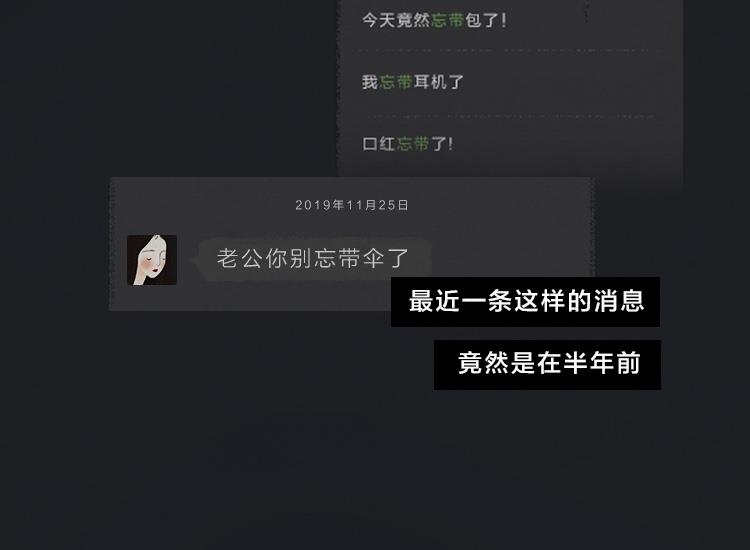 今天竟然忘带包了!
我忘带耳机了
口红忘带了!
2019年11月25日
老公你别忘带伞了
最近一条这样的消息
竟然是在半年前